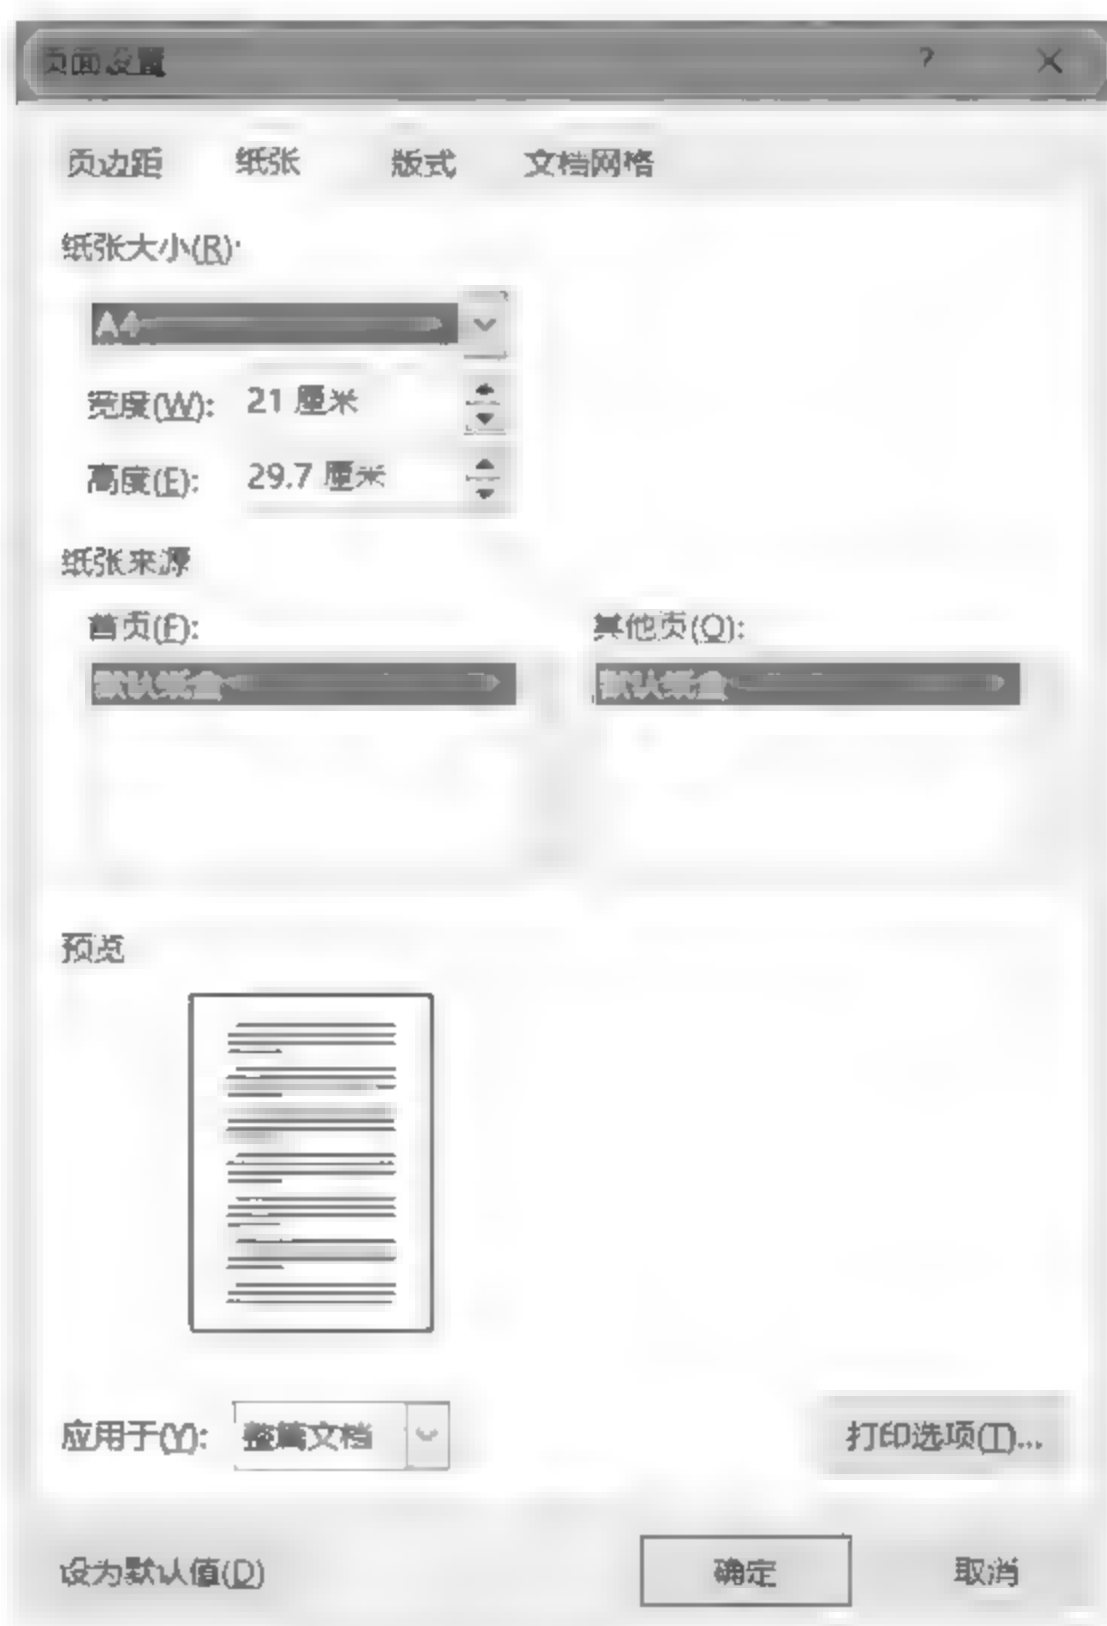 页面设置 ? ×
页边距 纸张 版式 文档网格
纸张大小(R):
A4
宽度(W): 21 厘米
高度(E): 29.7 厘米
纸张来源
首页(F): 其他页(O):
默认纸盒 默认纸盒
预览
应用于(Y): 整篇文档 打印选项(T)...
设为默认值(D) 确定 取消